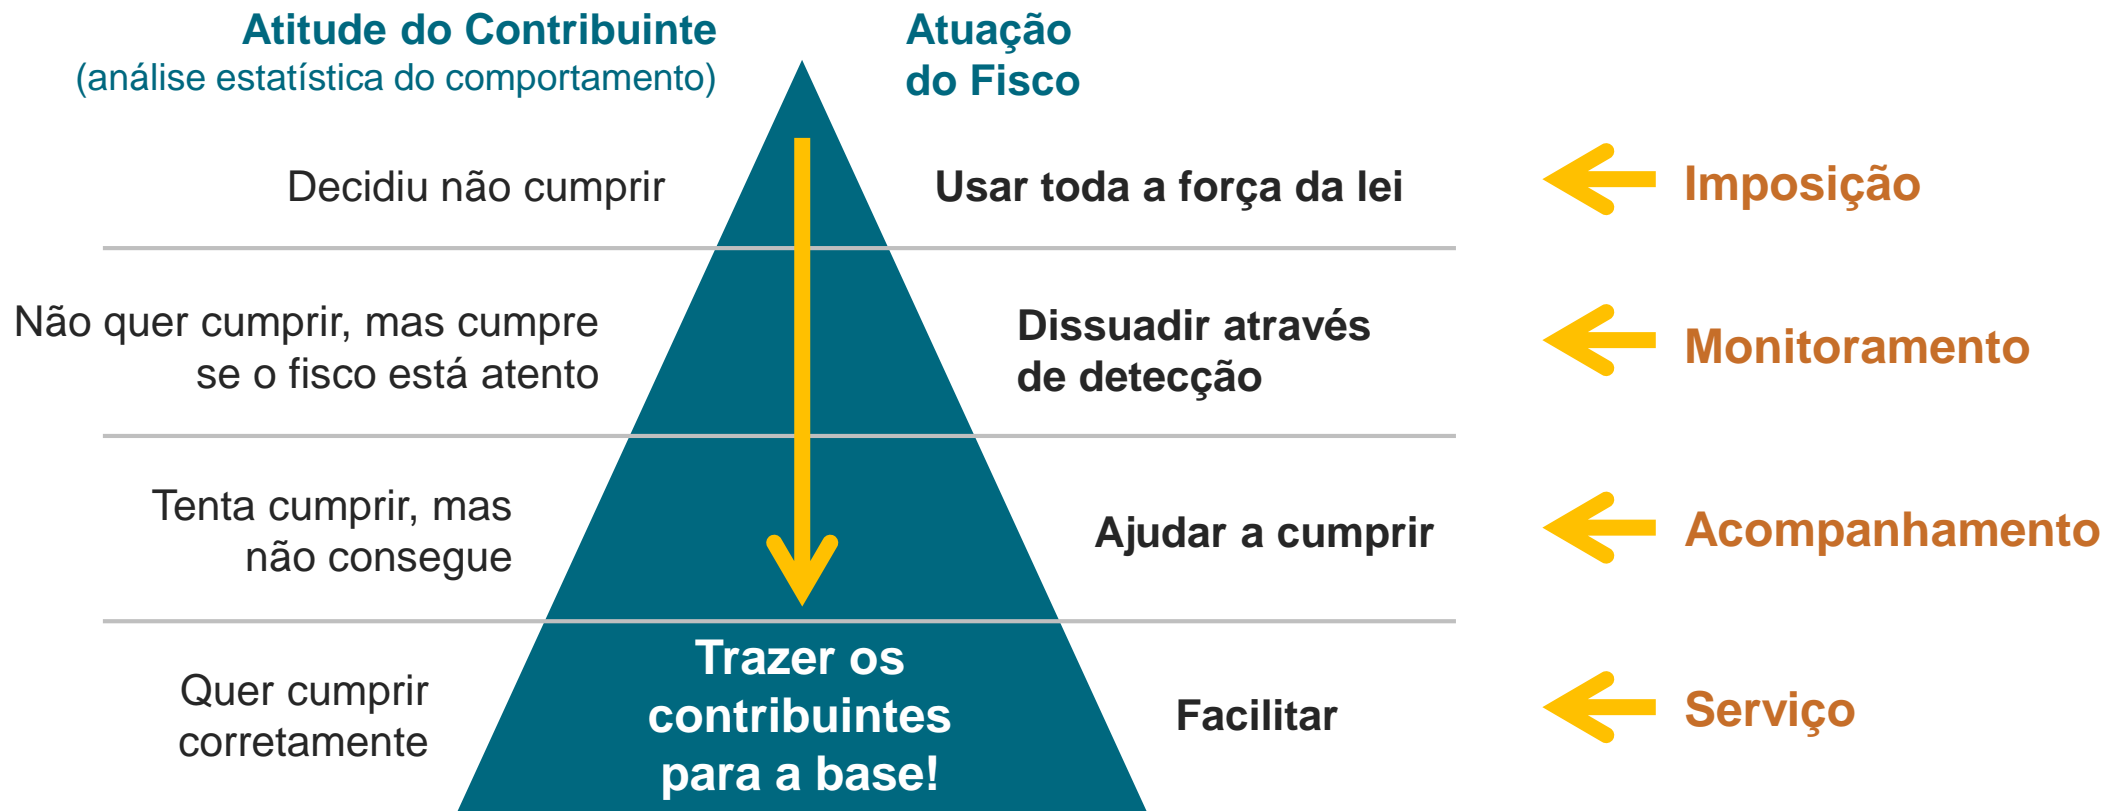 Atitude do Contribuinte
(análise estatística do comportamento)
Atuação
do Fisco
Decidiu não cumprir
Usar toda a força da lei
Imposição
Não quer cumprir, mas cumpre
se o fisco está atento
Dissuadir através
de detecção
Monitoramento
Tenta cumprir, mas
não consegue
Ajudar a cumprir
Acompanhamento
Quer cumprir
corretamente
Trazer os
contribuintes
para a base!
Facilitar
Serviço